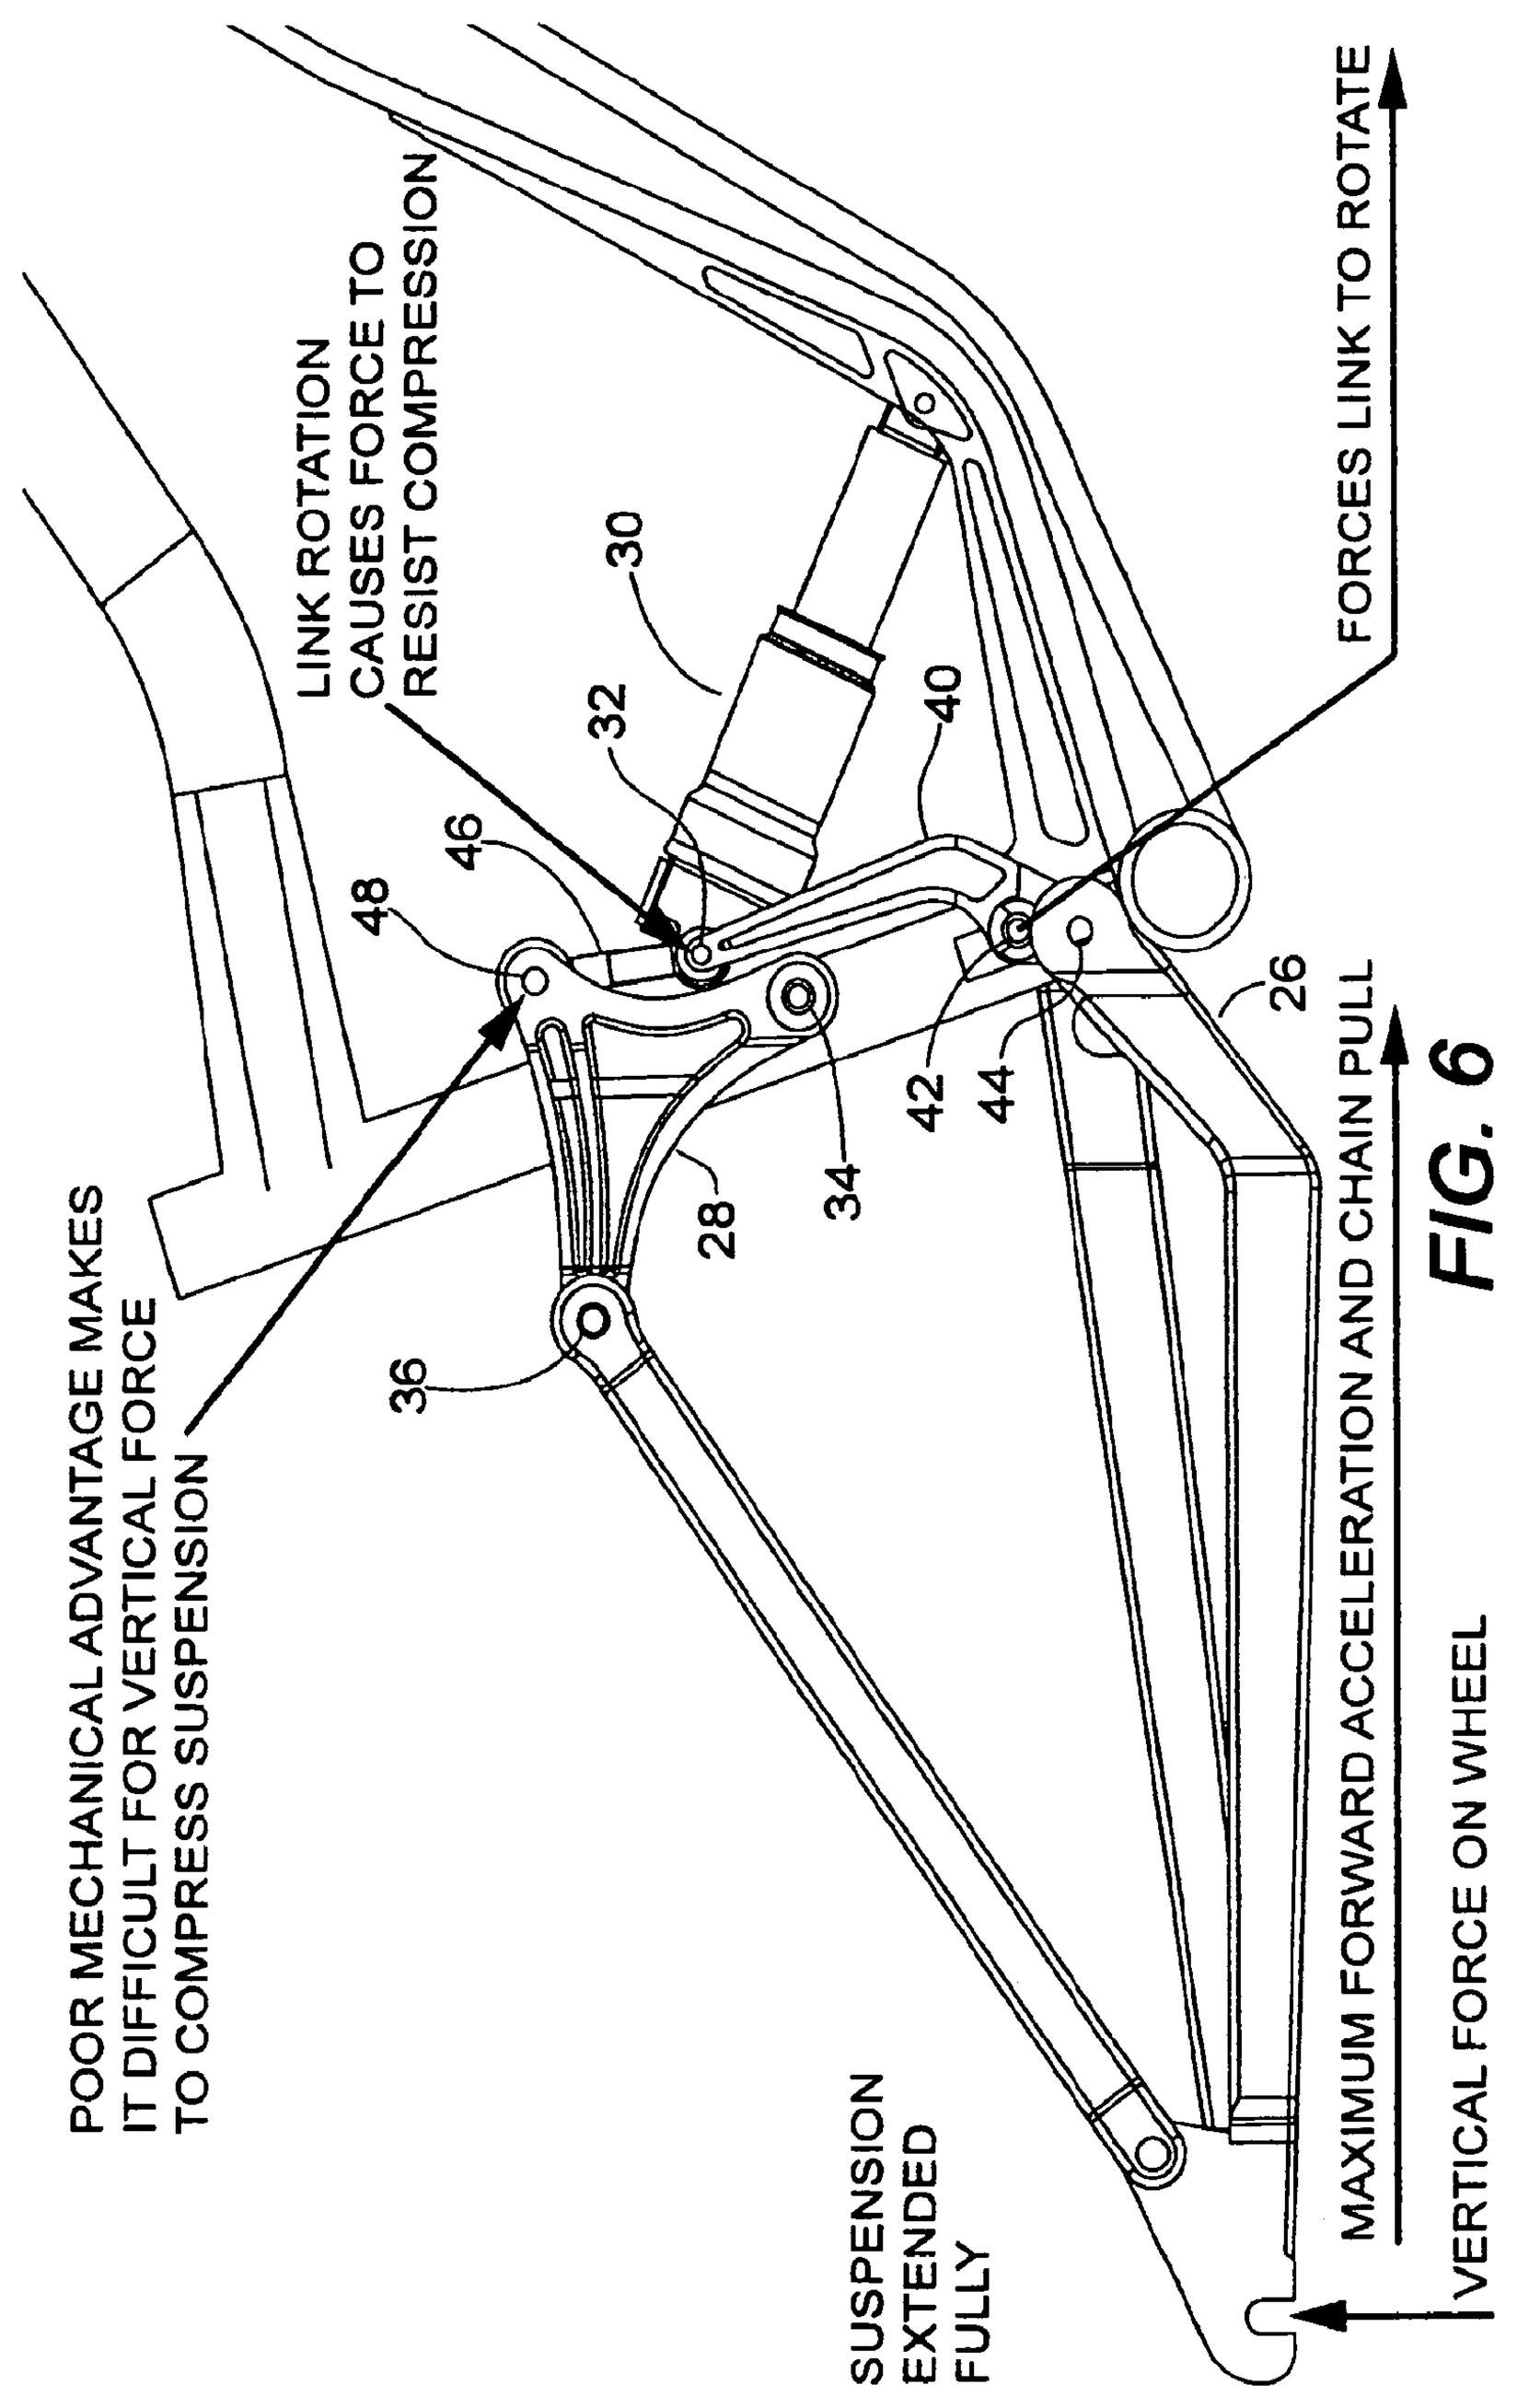 POOR MECHANICAL ADVANTAGE MAKES
IT DIFFICULT FOR VERTICAL FORCE
TO COMPRESS SUSPENSION
LINK ROTATION
CAUSES FORCE TO
RESIST COMPRESSION
48
46
32
30
36
28
34
40
42
44
26
SUSPENSION
EXTENDED
FULLY
FORCES LINK TO ROTATE
MAXIMUM FORWARD ACCELERATION AND CHAIN PULL
VERTICAL FORCE ON WHEEL
FIG. 6